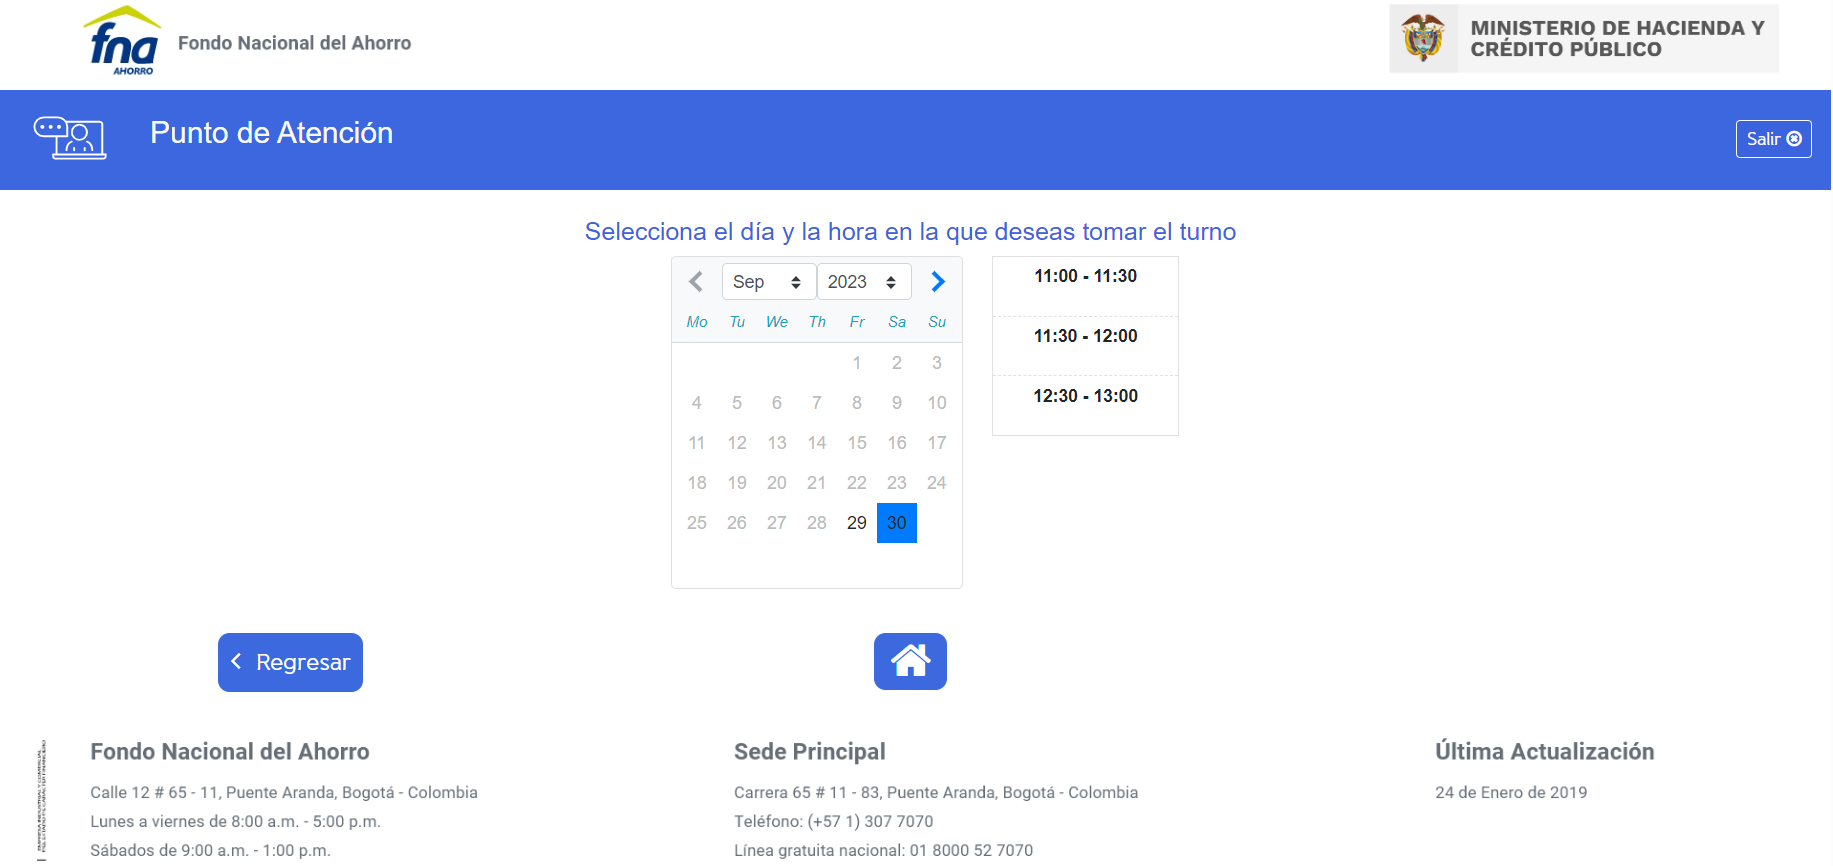 fna
AHORRO
Fondo Nacional del Ahorro
MINISTERIO DE HACIENDA Y
CRÉDITO PÚBLICO
Punto de Atención
Salir
Selecciona el día y la hora en la que deseas tomar el turno
Sep 2023
Mo Tu We Th Fr Sa Su
1 2 3
4 5 6 7 8 9 10
11 12 13 14 15 16 17
18 19 20 21 22 23 24
25 26 27 28 29 30
11:00 - 11:30
11:30 - 12:00
12:30 - 13:00
Regresar
Fondo Nacional del Ahorro
Calle 12 # 65 - 11, Puente Aranda, Bogotá - Colombia
Lunes a viernes de 8:00 a.m. - 5:00 p.m.
Sábados de 9:00 a.m. - 1:00 p.m.
Sede Principal
Carrera 65 # 11 - 83, Puente Aranda, Bogotá - Colombia
Teléfono: (+57 1) 307 7070
Línea gratuita nacional: 01 8000 52 7070
Última Actualización
24 de Enero de 2019